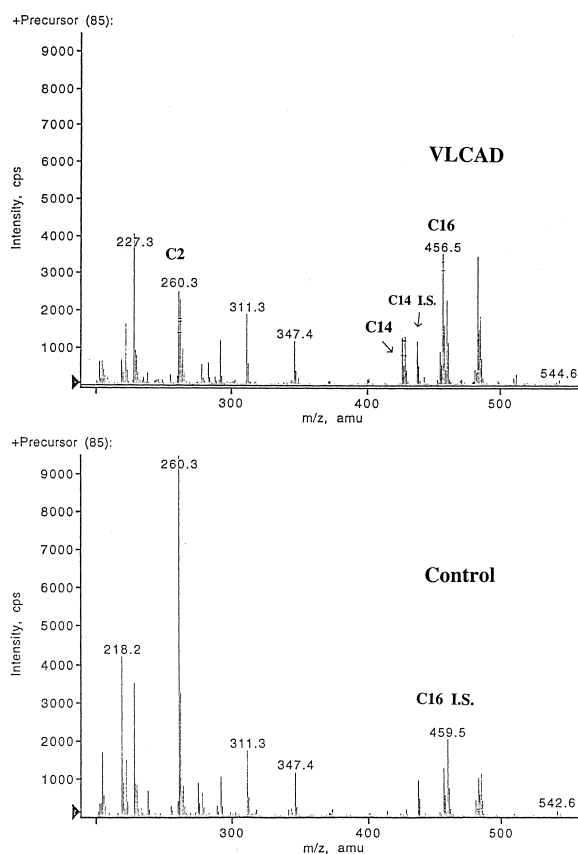 +Precursor (85):
9000
8000
7000
6000
5000
4000
3000
2000
1000
Intensity, cps
VLCAD
227.3
C2
260.3
311.3
347.4
C14
C14 I.S.
C16
456.5
544.6
300
400
500
m/z, amu
+Precursor (85):
9000
8000
7000
6000
5000
4000
3000
2000
1000
Intensity, cps
260.3
Control
218.2
C16 I.S.
459.5
311.3
347.4
542.6
300
400
500
m/z, amu